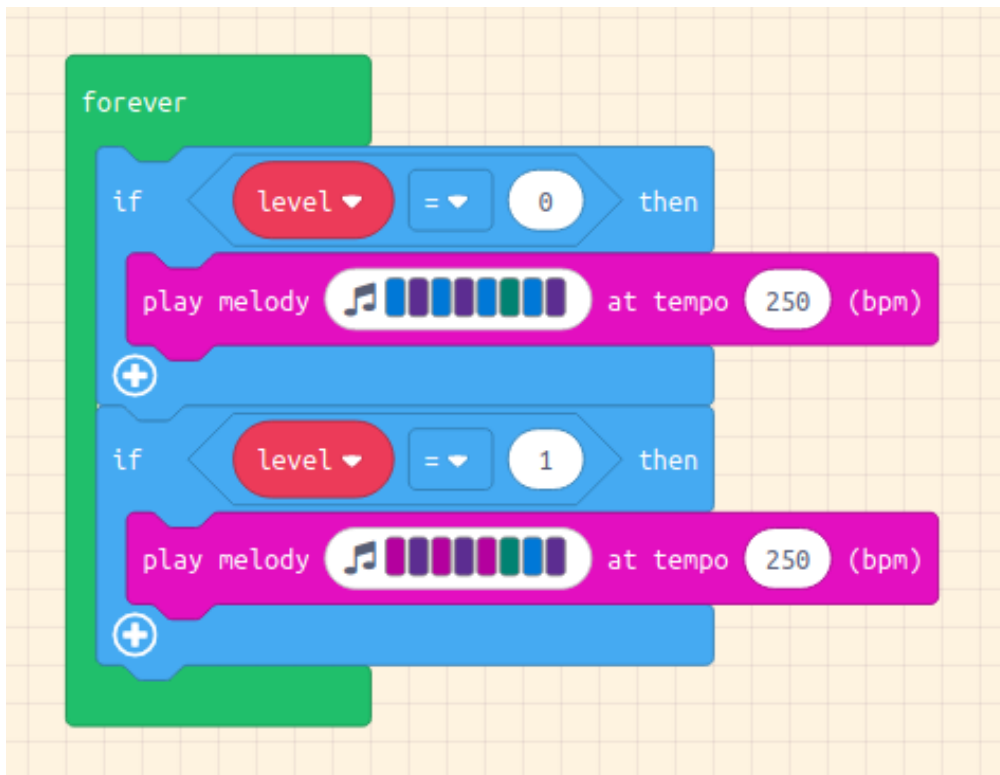 forever
if level = 0 then
play melody at tempo 250 (bpm)
if level = 1 then
play melody at tempo 250 (bpm)